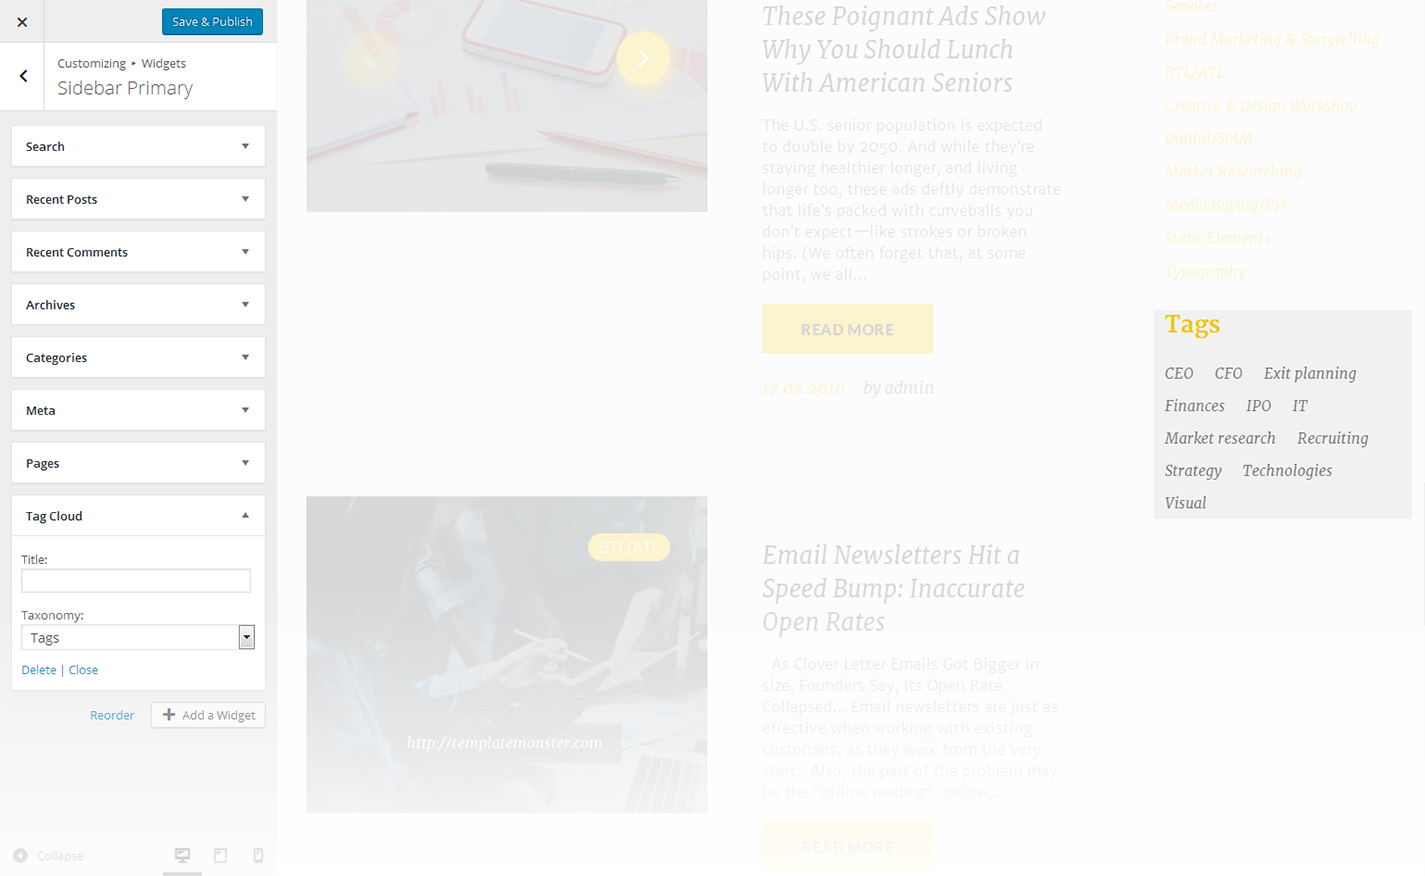 Save & Publish
Customizing ▸ Widgets
Sidebar Primary
Search
Recent Posts
Recent Comments
Archives
Categories
Meta
Pages
Tag Cloud
Title:
Taxonomy:
Tags
Delete | Close
Reorder
Add a Widget
Collapse
These Poignant Ads Show
Why You Should Lunch
With American Seniors
The U.S. senior population is expected
to double by 2050. And while they're
staying healthier longer, and living
longer too, these ads deftly demonstrate
that life's packed with curveballs you
don't expect—like strokes or broken
hips. (We often forget that, at some
point, we all...
READ MORE
17.05.2016 by admin
BTL/ATL
http://templatemonster.com
Email Newsletters Hit a
Speed Bump: Inaccurate
Open Rates
As Clover Letter Emails Got Bigger in
size, Founders Say, Its Open Rate
Collapsed... Email newsletters are just as
effective when working with existing
customers, as they were from the very
start. Also, the part of the problem may
be the "offline reading" option,...
READ MORE
Services
Brand Marketing & Storytelling
BTL/ATL
Creative & Design Workshop
Digital/SMM
Market Researching
Media Buying/PPC
Static Elements
Typography
Tags
CEO CFO Exit planning
Finances IPO IT
Market research Recruiting
Strategy Technologies
Visual